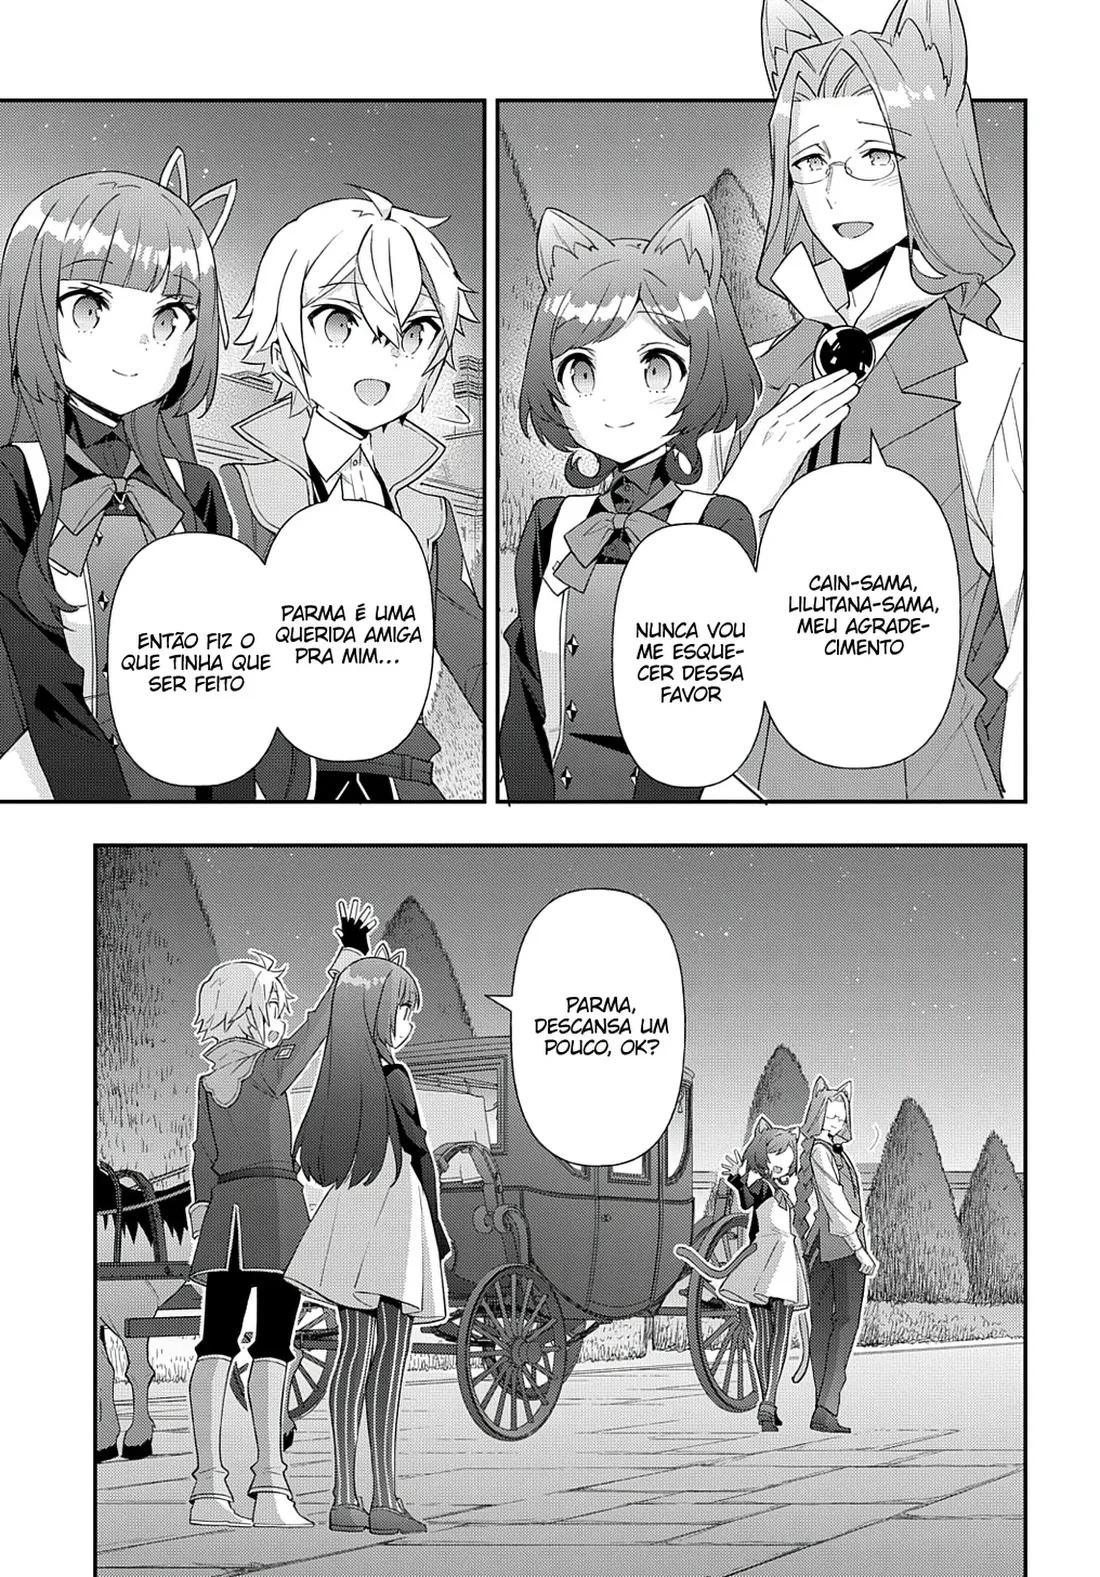 CAIN-SAMA,
LILUTANA-SAMA,
MEU AGRADE-
CIMENTO
NUNCA VOU
ME ESQUE-
CER DESSA
FAVOR
PARMA É UMA
QUERIDA AMIGA
PRA MIM...
ENTÃO FIZ O
QUE TINHA QUE
SER FEITO
PARMA,
DESCANSA UM
POUCO, OK?